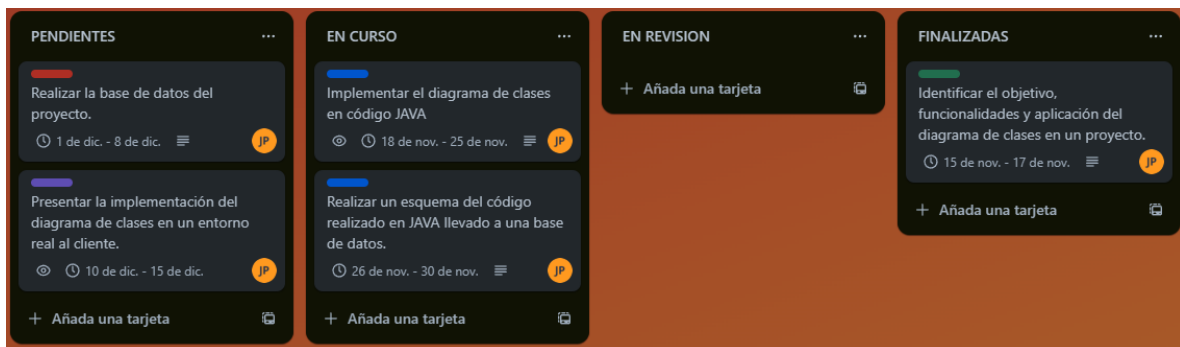 PENDIENTES
Realizar la base de datos del
proyecto.
1 de dic. - 8 de dic.
JP
Presentar la implementación del
diagrama de clases en un entorno
real al cliente.
10 de dic. - 15 de dic.
JP
+ Añada una tarjeta
EN CURSO
Implementar el diagrama de clases
en código JAVA
18 de nov. - 25 de nov.
JP
Realizar un esquema del código
realizado en JAVA llevado a una base
de datos.
26 de nov. - 30 de nov.
JP
+ Añada una tarjeta
EN REVISION
+ Añada una tarjeta
FINALIZADAS
Identificar el objetivo,
funcionalidades y aplicación del
diagrama de clases en un proyecto.
15 de nov. - 17 de nov.
JP
+ Añada una tarjeta